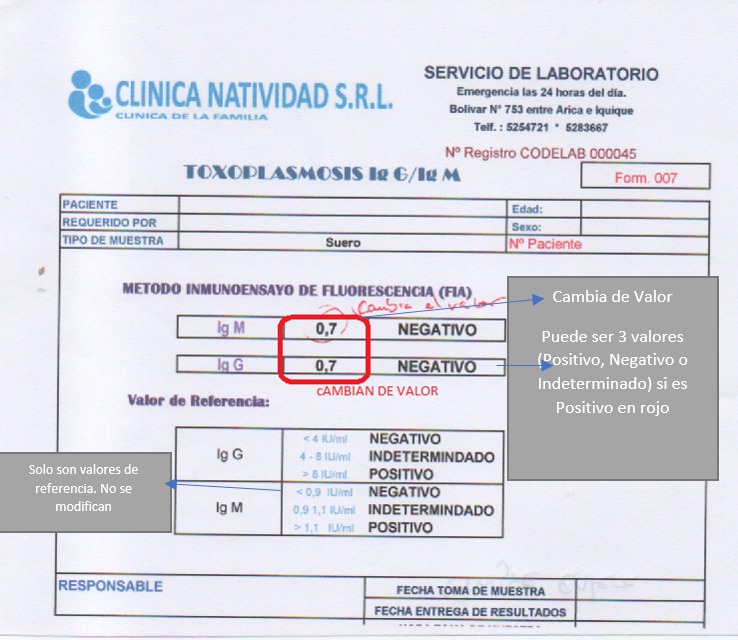 CLINICA NATIVIDAD S.R.L.
CLINICA DE LA FAMILIA
SERVICIO DE LABORATORIO
Emergencia las 24 horas del día.
Bolivar N° 753 entre Arica e Iquique
Telf. : 5254721 * 5283667
Nº Registro CODELAB 000045
TOXOPLASMOSIS Ig G/Ig M
Form. 007
PACIENTE
Edad:
REQUERIDO POR
Sexo:
TIPO DE MUESTRA Suero Nº Paciente
METODO INMUNOENSAYO DE FLUORESCENCIA (FIA)
Cambia el valor
Ig M 0,7 NEGATIVO
Ig G 0,7 NEGATIVO
cAMBIAN DE VALOR
Cambia de Valor
Puede ser 3 valores
(Positivo, Negativo o
Indeterminado) si es
Positivo en rojo
Valor de Referencia:
Ig G
< 4 IU/ml NEGATIVO
4 - 8 IU/ml INDETERMINDADO
> 8 IU/ml POSITIVO
Ig M
< 0,9 IU/ml NEGATIVO
0,9 1,1 IU/ml INDETERMINDADO
> 1,1 IU/ml POSITIVO
Solo son valores de
referencia. No se
modifican
RESPONSABLE
FECHA TOMA DE MUESTRA
FECHA ENTREGA DE RESULTADOS